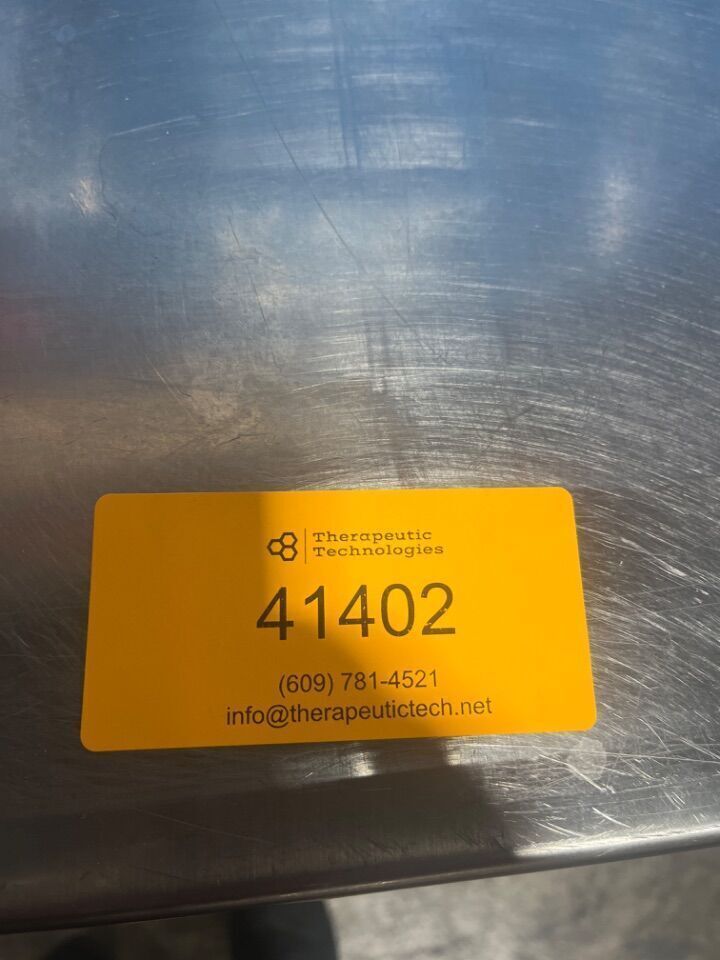 Therapeutic
Technologies
41402
(609) 781-4521
info@therapeutictech.net